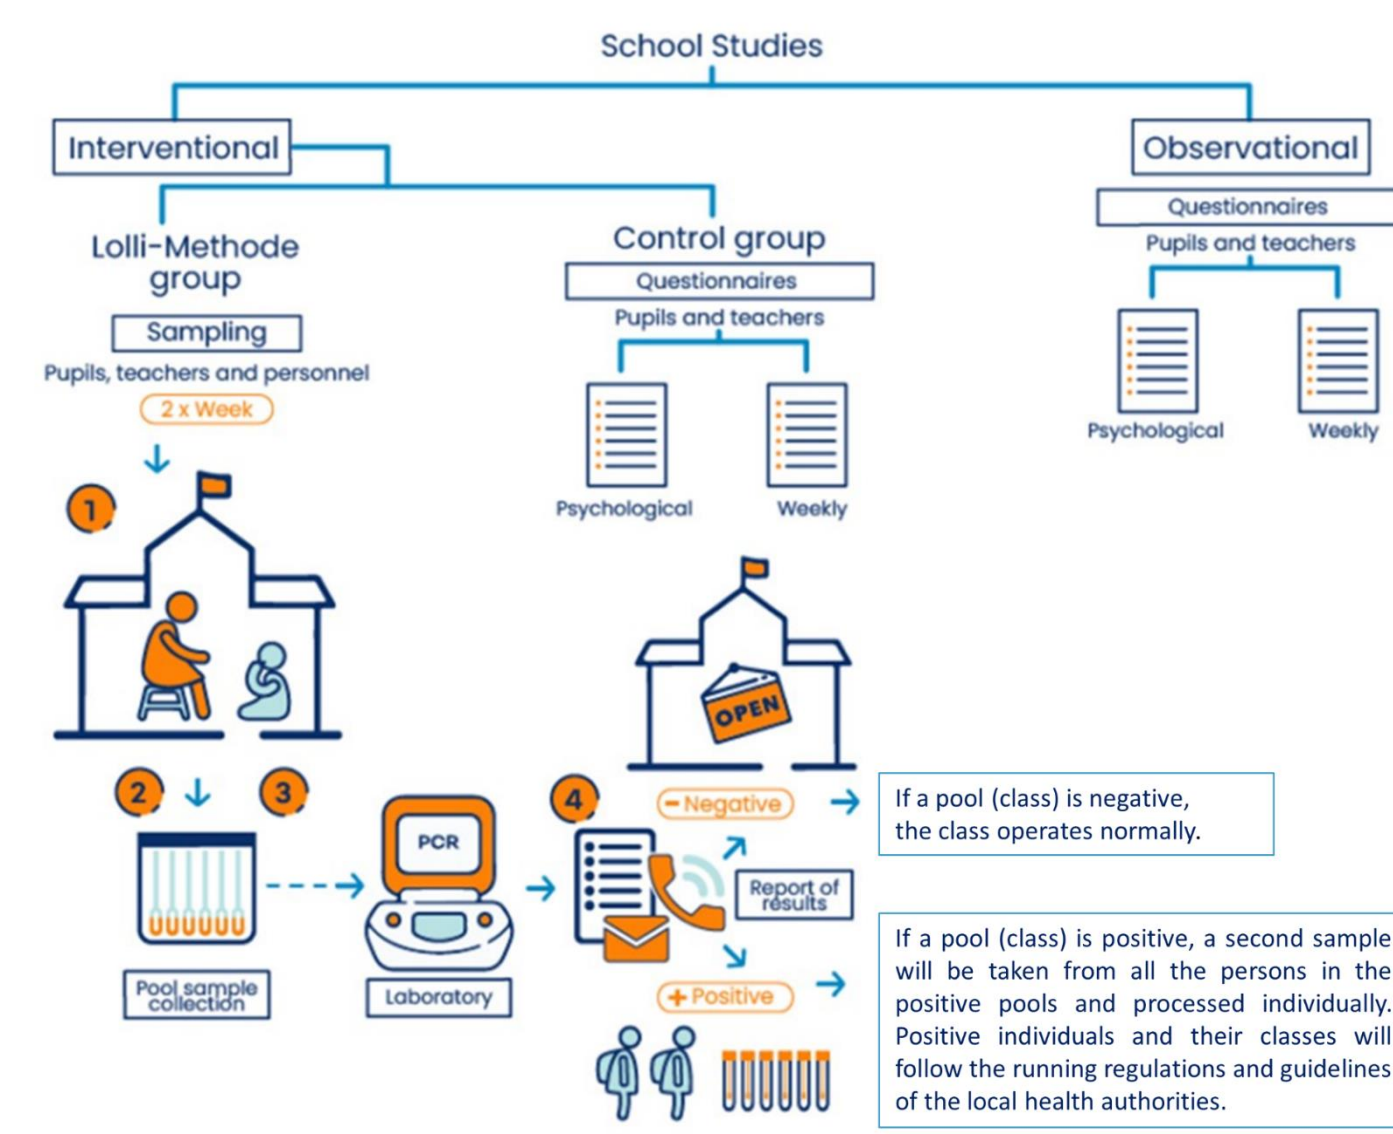 School Studies
Interventional
Observational
Lolli-Methode
group
Sampling
Pupils, teachers and personnel
2 x Week
Control group
Questionnaires
Pupils and teachers
Psychological
Weekly
Questionnaires
Pupils and teachers
Psychological
Weekly
1
OPEN
2
3
Pool sample
collection
PCR
Laboratory
4
- Negative
Report of
results
+ Positive
If a pool (class) is negative,
the class operates normally.
If a pool (class) is positive, a second sample
will be taken from all the persons in the
positive pools and processed individually.
Positive individuals and their classes will
follow the running regulations and guidelines
of the local health authorities.